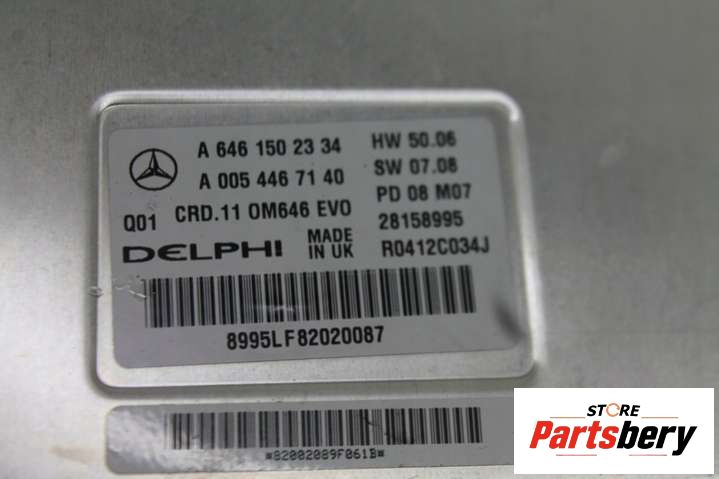 A 646 150 23 34 HW 50.06
A 005 446 71 40 SW 07.08
Q01 CRD.11 OM646 EVO PD 08 M07
28158995
DELPHI MADE IN UK R0412C034J
8995LF82020087
*82002089F061B*
STORE
Partsbery